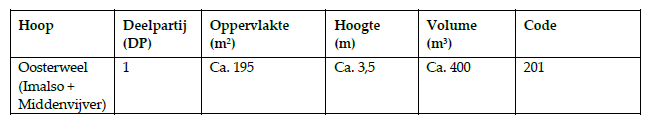 Hoop Deelpartij Oppervlakte Hoogte Volume Code
(DP) (m²) (m) (m³)
Oosterweel 1 Ca. 195 Ca. 3,5 Ca. 400 201
(Imalso +
Middenvijver)